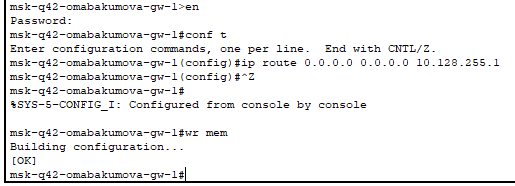 msk-q42-omabakumova-gw-1>en
Password:
msk-q42-omabakumova-gw-1#conf t
Enter configuration commands, one per line.  End with CNTL/Z.
msk-q42-omabakumova-gw-1(config)#ip route 0.0.0.0 0.0.0.0 10.128.255.1
msk-q42-omabakumova-gw-1(config)#^Z
msk-q42-omabakumova-gw-1#
%SYS-5-CONFIG_I: Configured from console by console

msk-q42-omabakumova-gw-1#wr mem
Building configuration...
[OK]
msk-q42-omabakumova-gw-1#